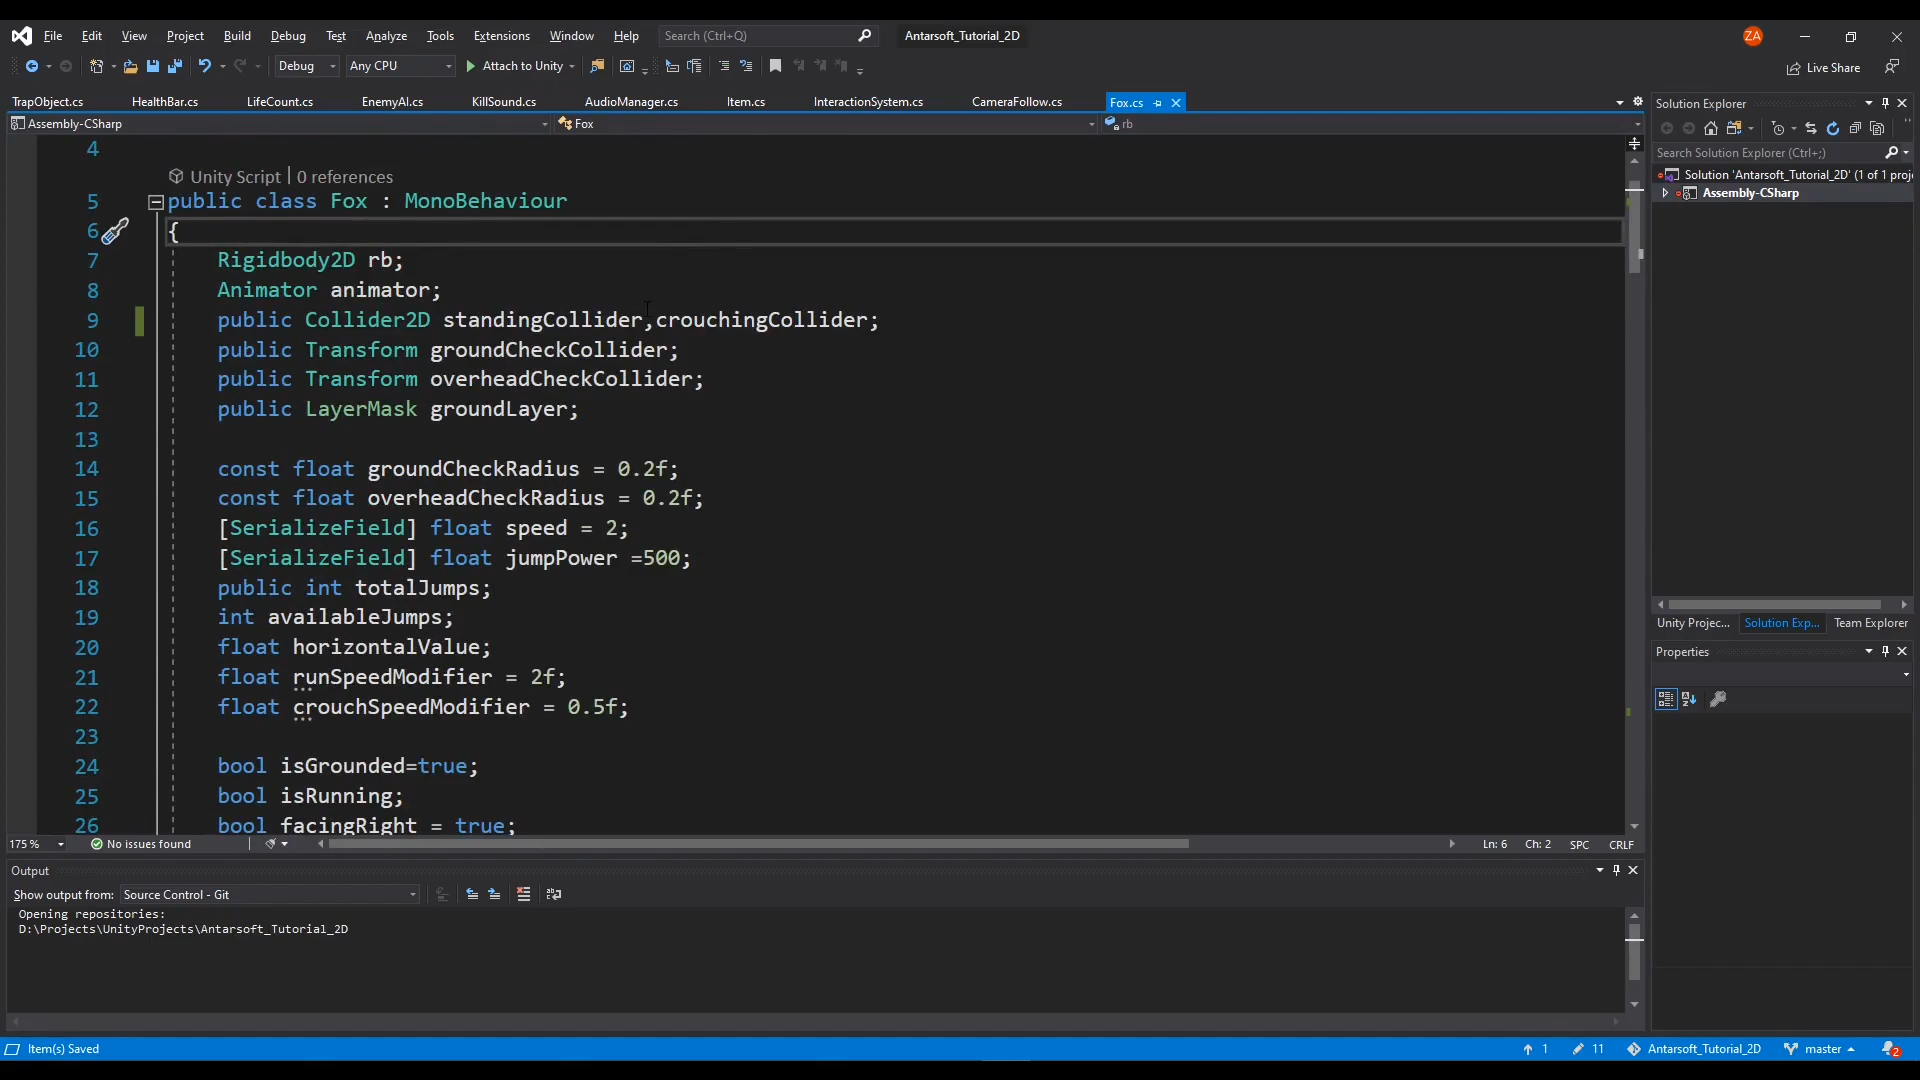 File Edit View Project Build Debug Test Analyze Tools Extensions Window Help Search (Ctrl+Q) Antarsoft_Tutorial_2D ZA
Debug Any CPU Attach to Unity Live Share
TrapObject.cs HealthBar.cs LifeCount.cs EnemyAI.cs KillSound.cs AudioManager.cs Item.cs InteractionSystem.cs CameraFollow.cs Fox.cs
Assembly-CSharp Fox rb
4
Unity Script | 0 references
5 public class Fox : MonoBehaviour
6 {
7 Rigidbody2D rb;
8 Animator animator;
9 public Collider2D standingCollider,crouchingCollider;
10 public Transform groundCheckCollider;
11 public Transform overheadCheckCollider;
12 public LayerMask groundLayer;
13
14 const float groundCheckRadius = 0.2f;
15 const float overheadCheckRadius = 0.2f;
16 [SerializeField] float speed = 2;
17 [SerializeField] float jumpPower =500;
18 public int totalJumps;
19 int availableJumps;
20 float horizontalValue;
21 float runSpeedModifier = 2f;
22 float crouchSpeedModifier = 0.5f;
23
24 bool isGrounded=true;
25 bool isRunning;
26 bool facingRight = true;
175 % No issues found Ln: 6 Ch: 2 SPC CRLF
Output
Show output from: Source Control - Git
Opening repositories:
D:\Projects\UnityProjects\Antarsoft_Tutorial_2D
Solution Explorer
Search Solution Explorer (Ctrl+;)
Solution 'Antarsoft_Tutorial_2D' (1 of 1 proj
Assembly-CSharp
Unity Projec... Solution Exp... Team Explorer
Properties
Item(s) Saved 1 11 Antarsoft_Tutorial_2D master 2